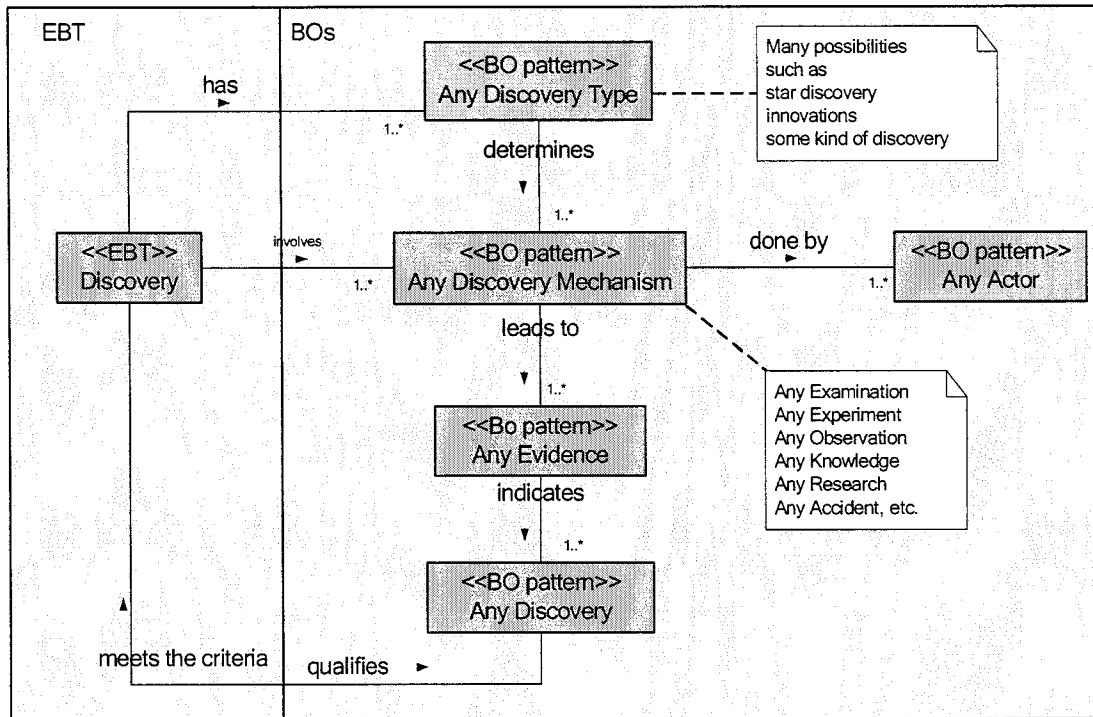 EBT
BOs
<<BO pattern>>
Any Discovery Type
Many possibilities
such as
star discovery
innovations
some kind of discovery
has
1..*
determines
1..*
<<EBT>>
Discovery
involves
1..*
<<BO pattern>>
Any Discovery Mechanism
done by
1..*
<<BO pattern>>
Any Actor
leads to
1..*
<<Bo pattern>>
Any Evidence
Any Examination
Any Experiment
Any Observation
Any Knowledge
Any Research
Any Accident, etc.
indicates
1..*
<<BO pattern>>
Any Discovery
meets the criteria
qualifies